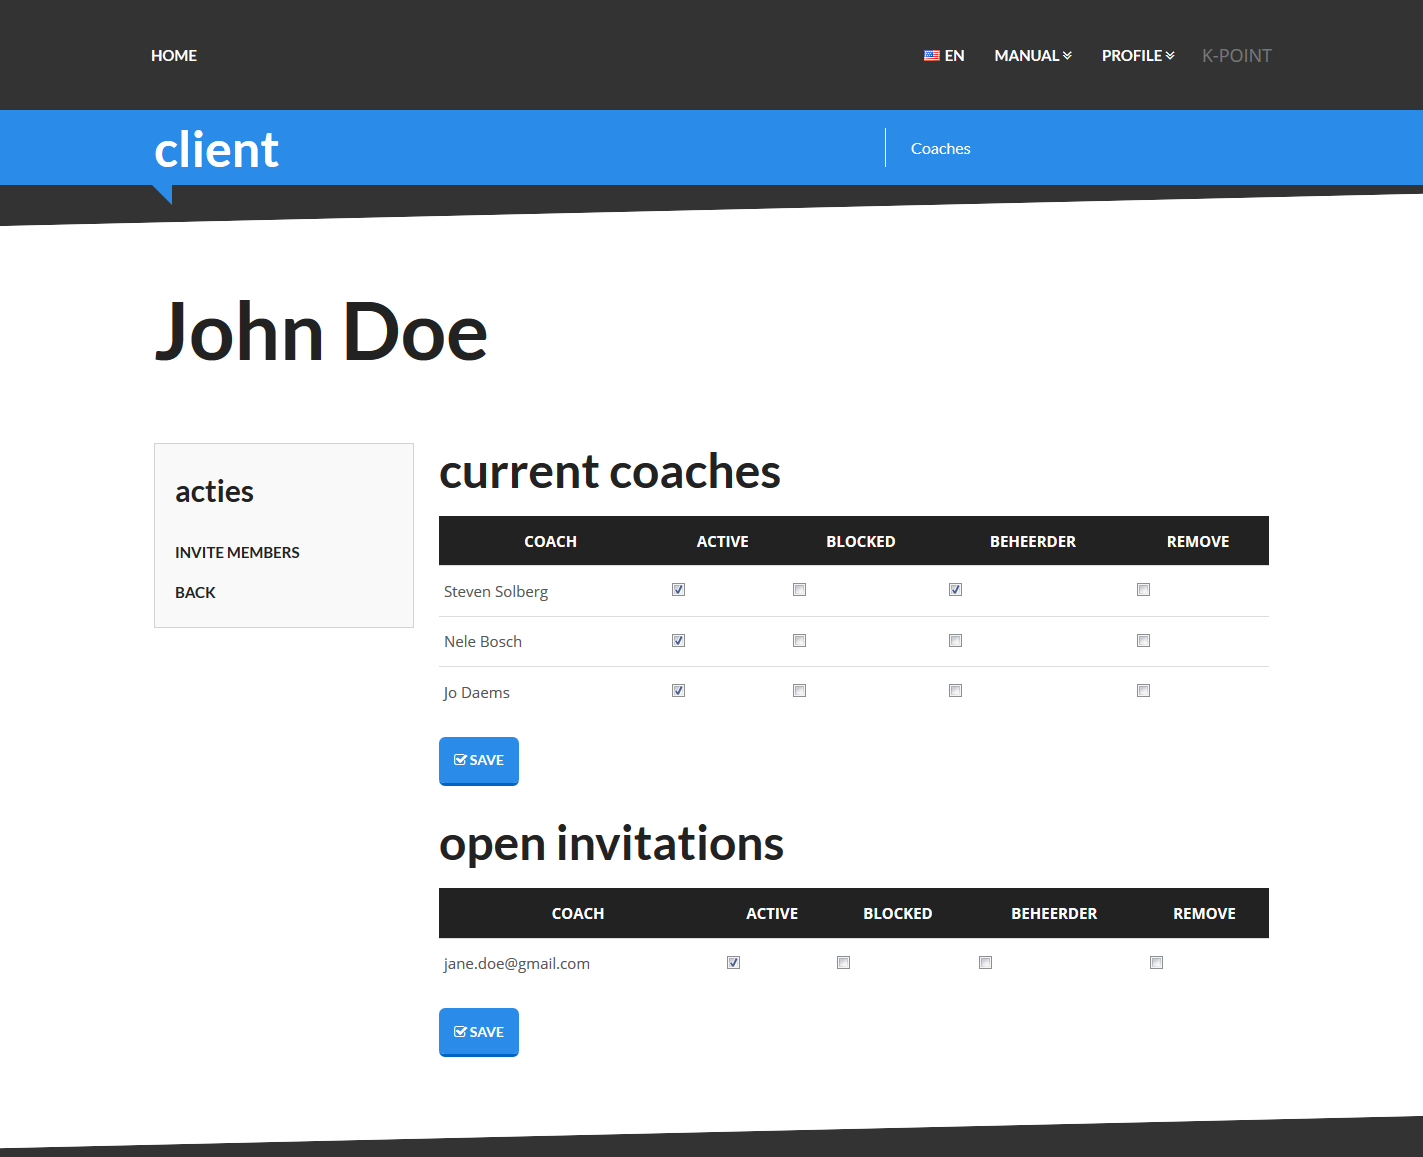 HOME EN MANUAL PROFILE K-POINT
client Coaches
John Doe
acties
INVITE MEMBERS
BACK
current coaches
COACH ACTIVE BLOCKED BEHEERDER REMOVE
Steven Solberg
Nele Bosch
Jo Daems
SAVE
open invitations
COACH ACTIVE BLOCKED BEHEERDER REMOVE
jane.doe@gmail.com
SAVE